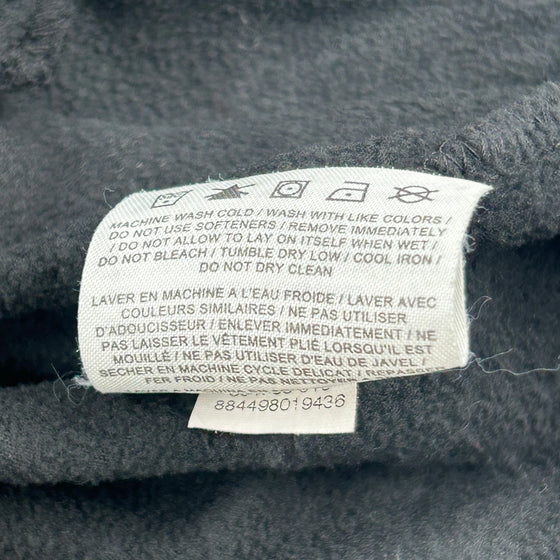 MACHINE WASH COLD / WASH WITH LIKE COLORS /
DO NOT USE SOFTENERS / REMOVE IMMEDIATELY
/ DO NOT ALLOW TO LAY ON ITSELF WHEN WET /
DO NOT BLEACH / TUMBLE DRY LOW / COOL IRON /
DO NOT DRY CLEAN
LAVER EN MACHINE A L'EAU FROIDE / LAVER AVEC
COULEURS SIMILAIRES / NE PAS UTILISER
D'ADOUCISSEUR / ENLEVER IMMEDIATEMENT / NE
PAS LAISSER LE VÊTEMENT PLIÉ LORSQU'IL EST
MOUILLÉ / NE PAS UTILISER D'EAU DE JAVEL /
SECHER EN MACHINE CYCLE DELICAT / REPASSER
FER FROID / NE PAS NETTOYER
884498019436